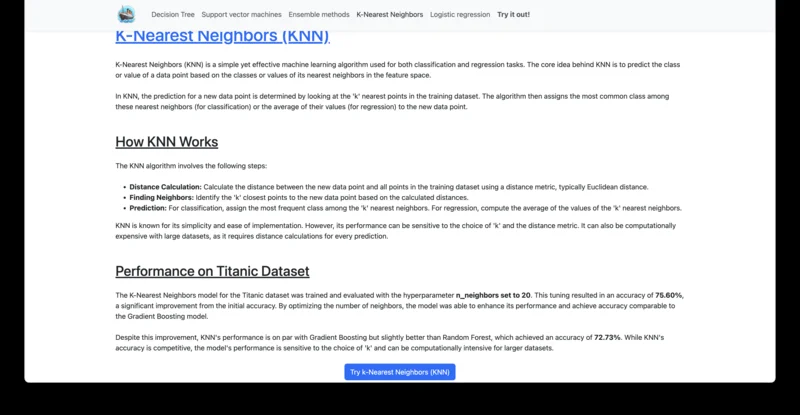 Decision Tree Support vector machines Ensemble methods K-Nearest Neighbors Logistic regression Try it out!
K-Nearest Neighbors (KNN)
K-Nearest Neighbors (KNN) is a simple yet effective machine learning algorithm used for both classification and regression tasks. The core idea behind KNN is to predict the class
or value of a data point based on the classes or values of its nearest neighbors in the feature space.
In KNN, the prediction for a new data point is determined by looking at the 'k' nearest points in the training dataset. The algorithm then assigns the most common class among
these nearest neighbors (for classification) or the average of their values (for regression) to the new data point.
How KNN Works
The KNN algorithm involves the following steps:
• Distance Calculation: Calculate the distance between the new data point and all points in the training dataset using a distance metric, typically Euclidean distance.
• Finding Neighbors: Identify the 'k' closest points to the new data point based on the calculated distances.
• Prediction: For classification, assign the most frequent class among the 'k' nearest neighbors. For regression, compute the average of the values of the 'k' nearest neighbors.
KNN is known for its simplicity and ease of implementation. However, its performance can be sensitive to the choice of 'k' and the distance metric. It can also be computationally
expensive with large datasets, as it requires distance calculations for every prediction.
Performance on Titanic Dataset
The K-Nearest Neighbors model for the Titanic dataset was trained and evaluated with the hyperparameter n_neighbors set to 20. This tuning resulted in an accuracy of 75.60%,
a significant improvement from the initial accuracy. By optimizing the number of neighbors, the model was able to enhance its performance and achieve accuracy comparable to
the Gradient Boosting model.
Despite this improvement, KNN's performance is on par with Gradient Boosting but slightly better than Random Forest, which achieved an accuracy of 72.73%. While KNN's
accuracy is competitive, the model's performance is sensitive to the choice of 'k' and can be computationally intensive for larger datasets.
Try k-Nearest Neighbors (KNN)